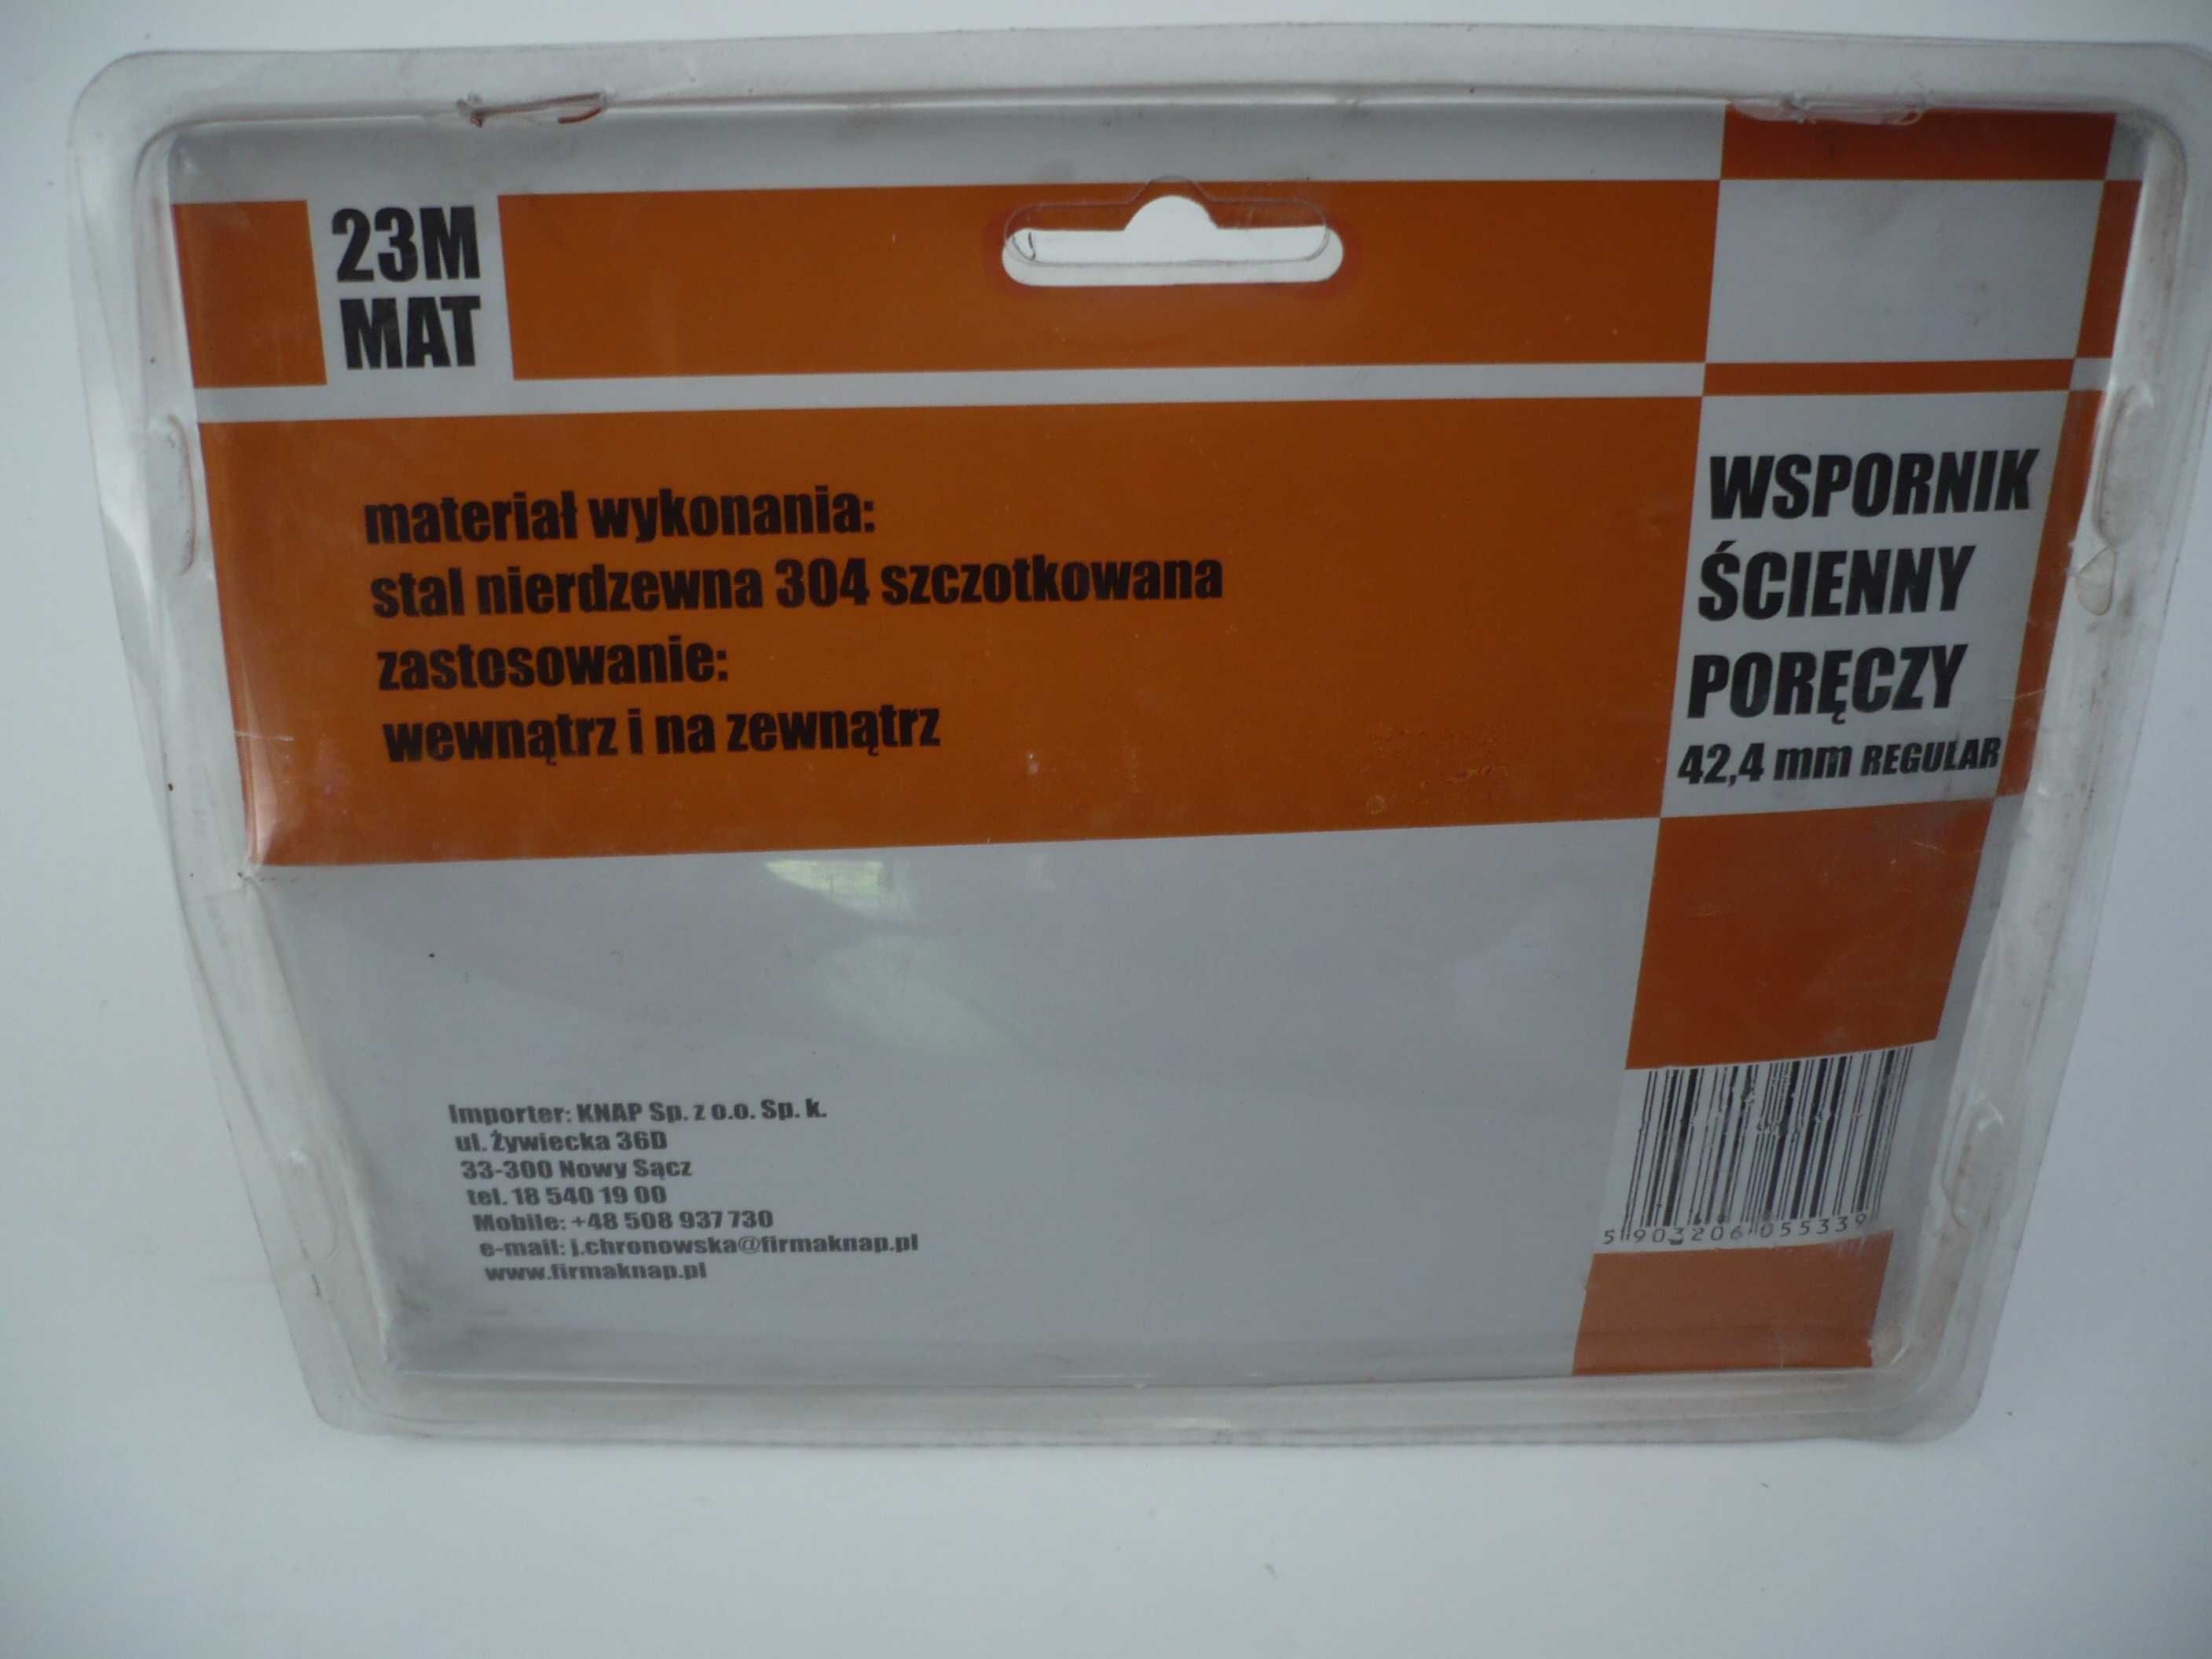 23M
MAT
materiał wykonania:
stal nierdzewna 304 szczotkowana
zastosowanie:
wewnątrz i na zewnątrz
WSPORNIK
ŚCIENNY
PORĘCZY
42,4 mm REGULAR
Importer: KNAP Sp. z o.o. Sp. k.
ul. Żywiecka 36D
33-300 Nowy Sącz
tel. 18 540 19 00
Mobile: +48 508 937 730
e-mail: j.chronowska@firmaknap.pl
www.firmaknap.pl
5 903206 055339